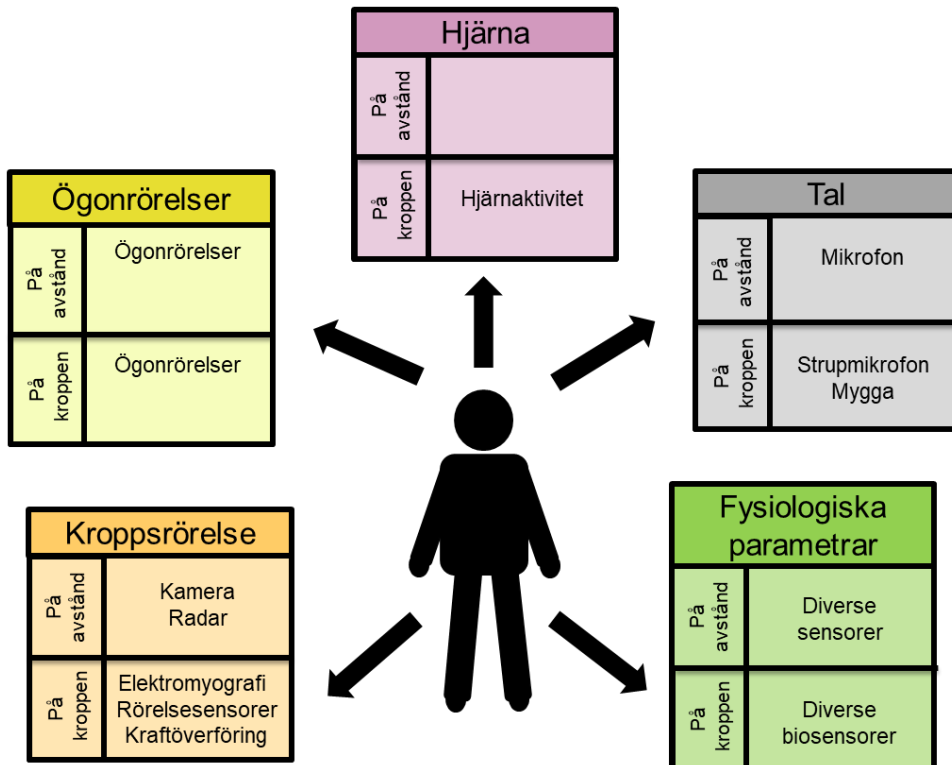 Hjärna
På
avstånd
På
kroppen
Hjärnaktivitet
Ögonrörelser
På
avstånd
Ögonrörelser
På
kroppen
Ögonrörelser
Tal
På
avstånd
Mikrofon
På
kroppen
Strupmikrofon
Mygga
Kroppsrörelse
På
avstånd
Kamera
Radar
På
kroppen
Elektromyografi
Rörelsesensorer
Kraftöverföring
Fysiologiska
parametrar
På
avstånd
Diverse
sensorer
På
kroppen
Diverse
biosensorer